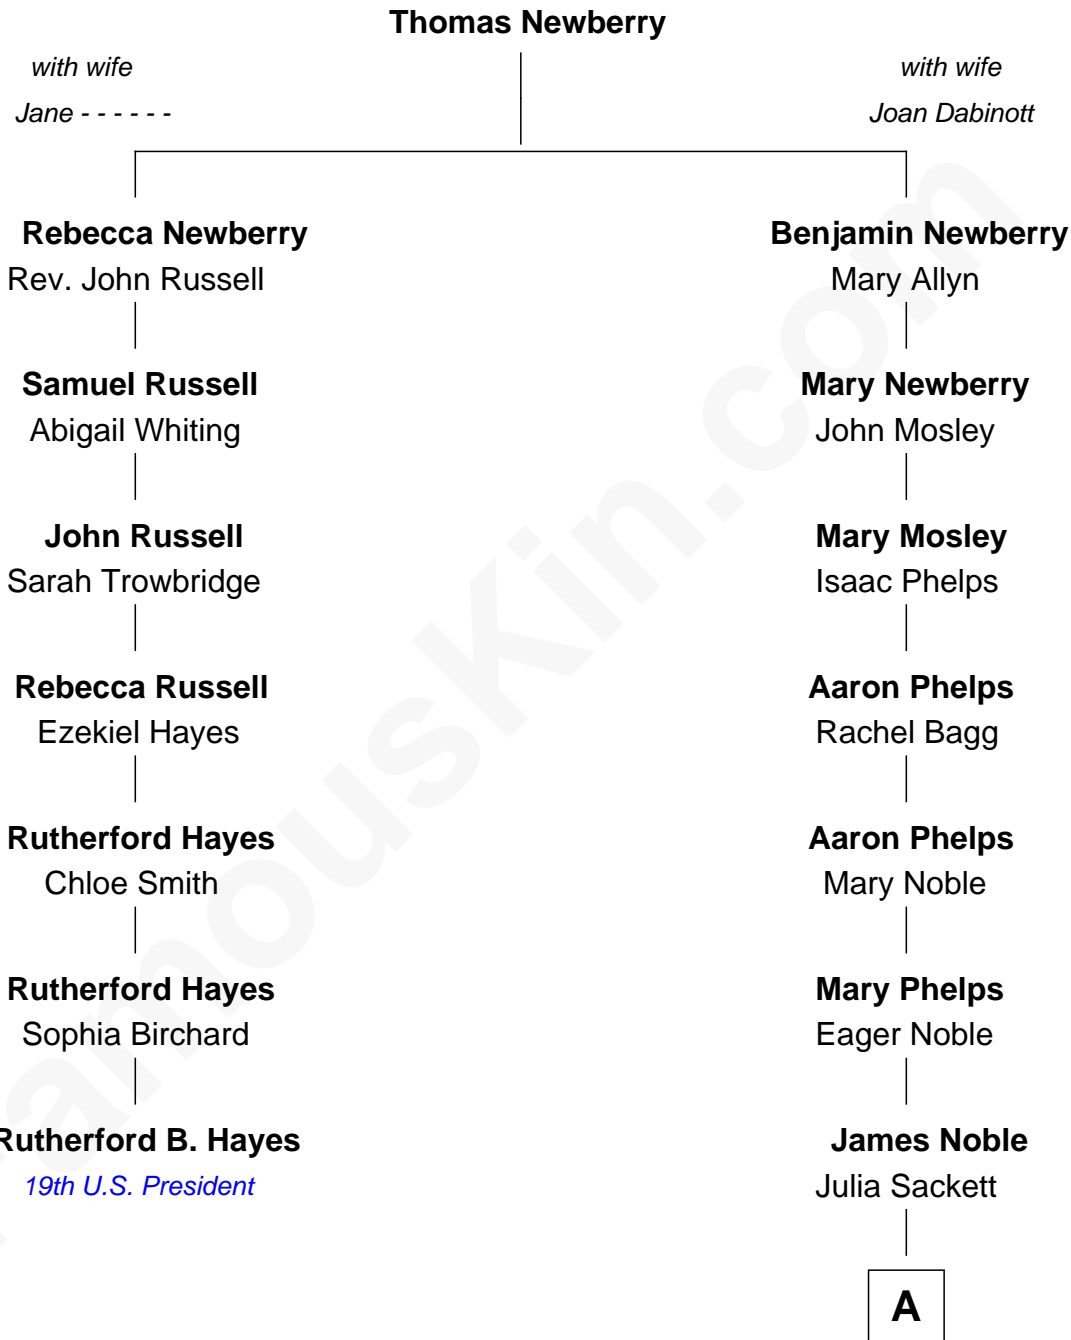 Thomas Newberry
with wife
Jane - - - - - -
with wife
Joan Dabinott
Rebecca Newberry
Rev. John Russell
Benjamin Newberry
Mary Allyn
Samuel Russell
Abigail Whiting
Mary Newberry
John Mosley
John Russell
Sarah Trowbridge
Mary Mosley
Isaac Phelps
Rebecca Russell
Ezekiel Hayes
Aaron Phelps
Rachel Bagg
Rutherford Hayes
Chloe Smith
Aaron Phelps
Mary Noble
Rutherford Hayes
Sophia Birchard
Mary Phelps
Eager Noble
Rutherford B. Hayes
19th U.S. President
James Noble
Julia Sackett
A
FamousKin.com